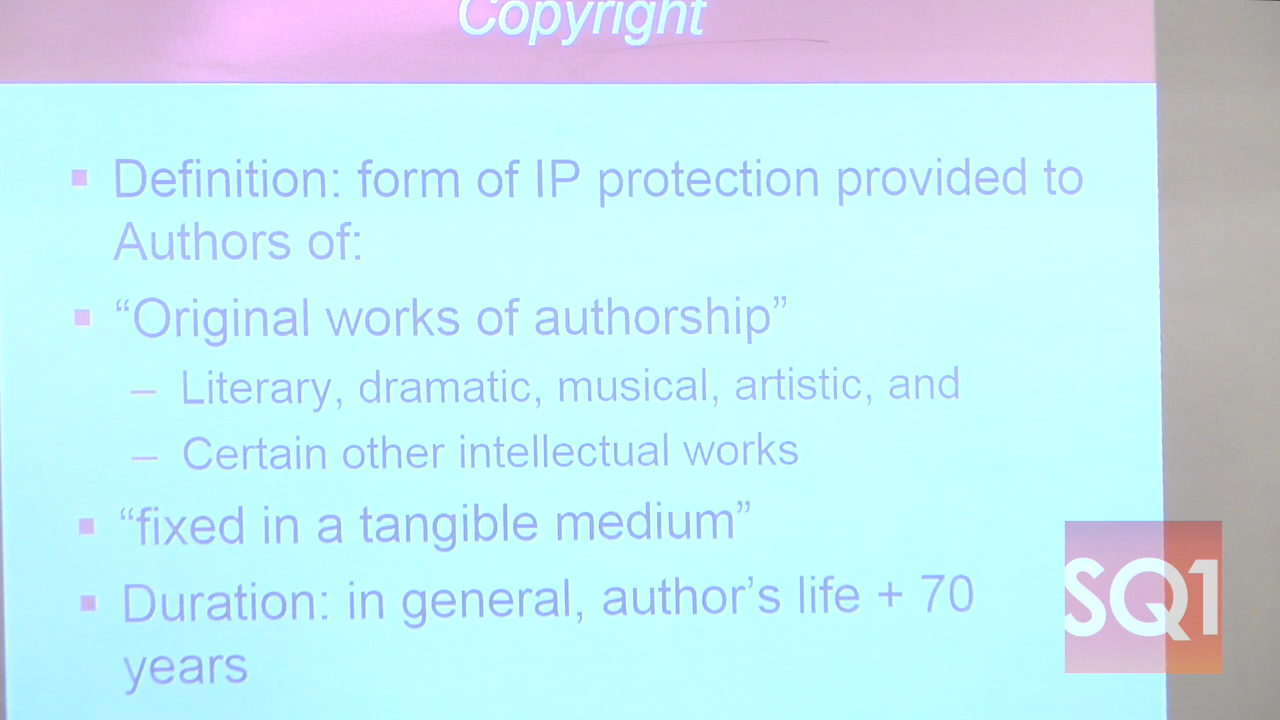 Copyright
▪ Definition: form of IP protection provided to
Authors of:
▪ “Original works of authorship”
– Literary, dramatic, musical, artistic, and
– Certain other intellectual works
▪ “fixed in a tangible medium”
▪ Duration: in general, author’s life + 70
years
SQ1